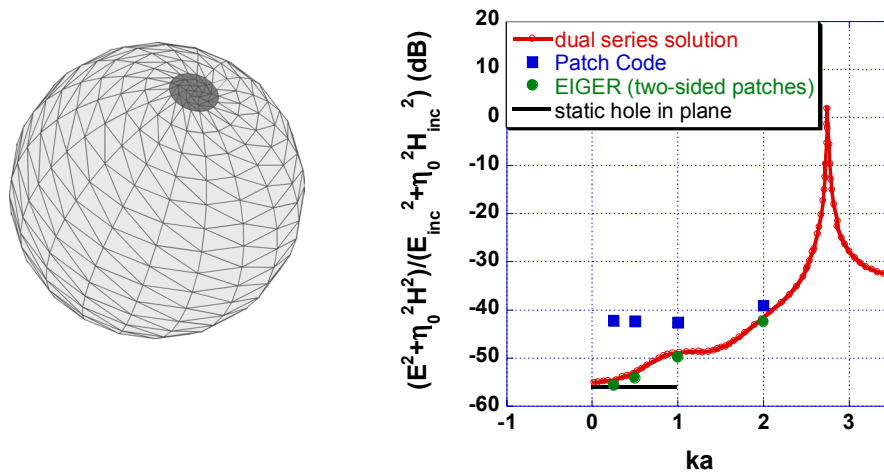 dual series solution
Patch Code
EIGER (two-sided patches)
static hole in plane
(E²+η₀²H²)/(E_inc²+η₀²H_inc²) (dB)
20
10
0
-10
-20
-30
-40
-50
-60
-1
0
1
2
3
ka